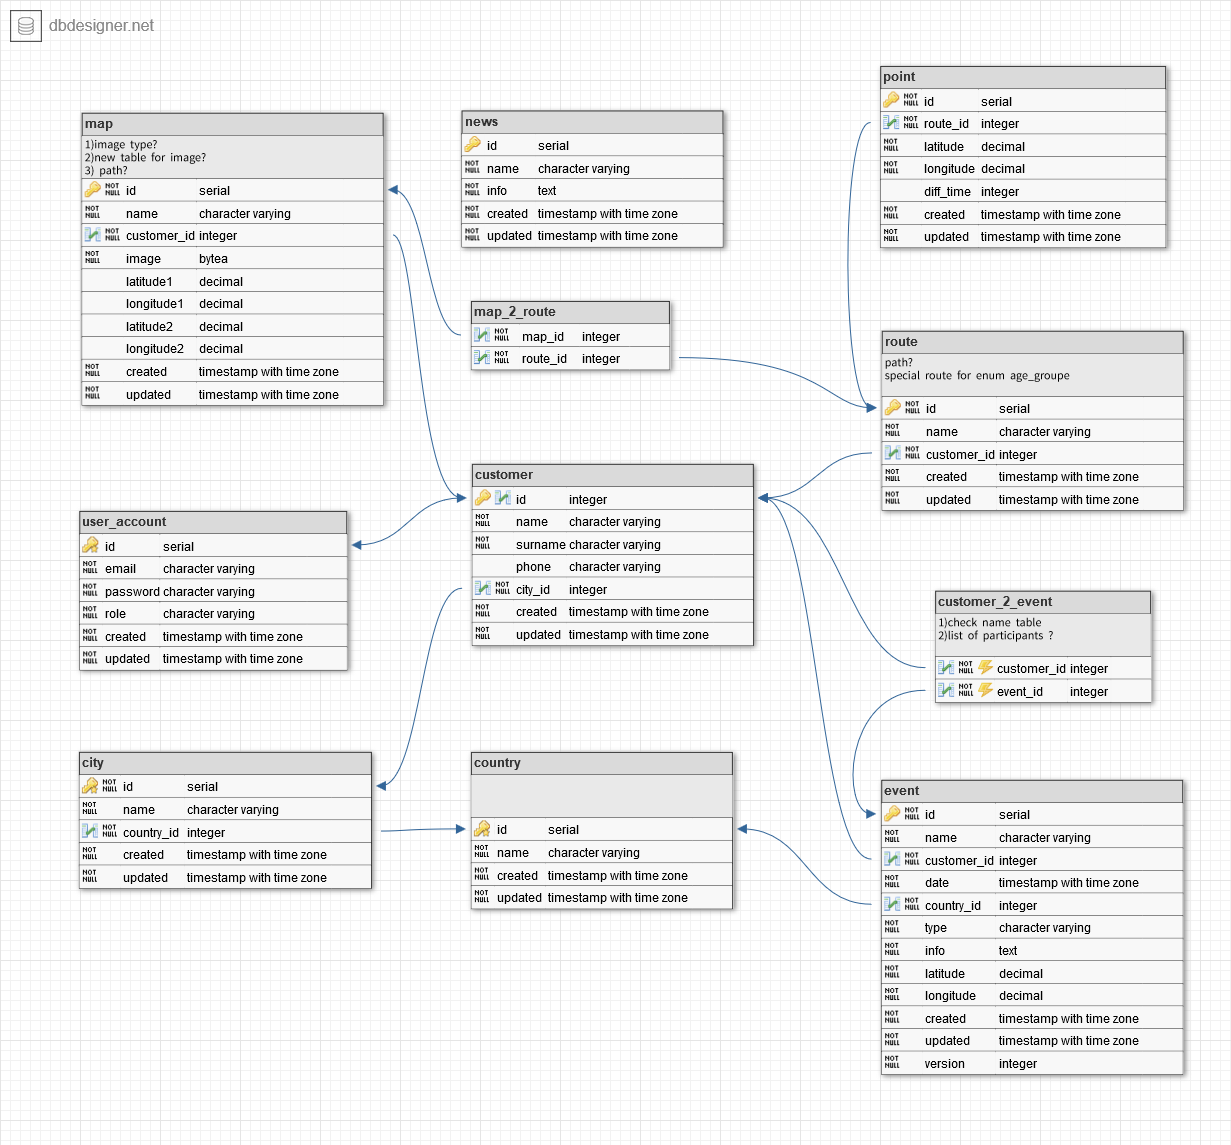 dbdesigner.net
map
1)image type?
2)new table for image?
3) path?
NOT NULL id serial
NOT NULL name character varying
NOT NULL customer_id integer
NOT NULL image bytea
latitude1 decimal
longitude1 decimal
latitude2 decimal
longitude2 decimal
NOT NULL created timestamp with time zone
NOT NULL updated timestamp with time zone
news
id serial
NOT NULL name character varying
NOT NULL info text
NOT NULL created timestamp with time zone
NOT NULL updated timestamp with time zone
point
NOT NULL id serial
NOT NULL route_id integer
NOT NULL latitude decimal
NOT NULL longitude decimal
diff_time integer
NOT NULL created timestamp with time zone
NOT NULL updated timestamp with time zone
map_2_route
NOT NULL map_id integer
NOT NULL route_id integer
route
path?
special route for enum age_groupe
NOT NULL id serial
NOT NULL name character varying
NOT NULL customer_id integer
NOT NULL created timestamp with time zone
NOT NULL updated timestamp with time zone
customer
id integer
NOT NULL name character varying
NOT NULL surname character varying
phone character varying
NOT NULL city_id integer
NOT NULL created timestamp with time zone
NOT NULL updated timestamp with time zone
user_account
id serial
NOT NULL email character varying
NOT NULL password character varying
NOT NULL role character varying
NOT NULL created timestamp with time zone
NOT NULL updated timestamp with time zone
customer_2_event
1)check name table
2)list of participants ?
NOT NULL customer_id integer
NOT NULL event_id integer
city
NOT NULL id serial
NOT NULL name character varying
NOT NULL country_id integer
NOT NULL created timestamp with time zone
NOT NULL updated timestamp with time zone
country
id serial
NOT NULL name character varying
NOT NULL created timestamp with time zone
NOT NULL updated timestamp with time zone
event
NOT NULL id serial
NOT NULL name character varying
NOT NULL customer_id integer
NOT NULL date timestamp with time zone
NOT NULL country_id integer
NOT NULL type character varying
NOT NULL info text
NOT NULL latitude decimal
NOT NULL longitude decimal
NOT NULL created timestamp with time zone
NOT NULL updated timestamp with time zone
NOT NULL version integer